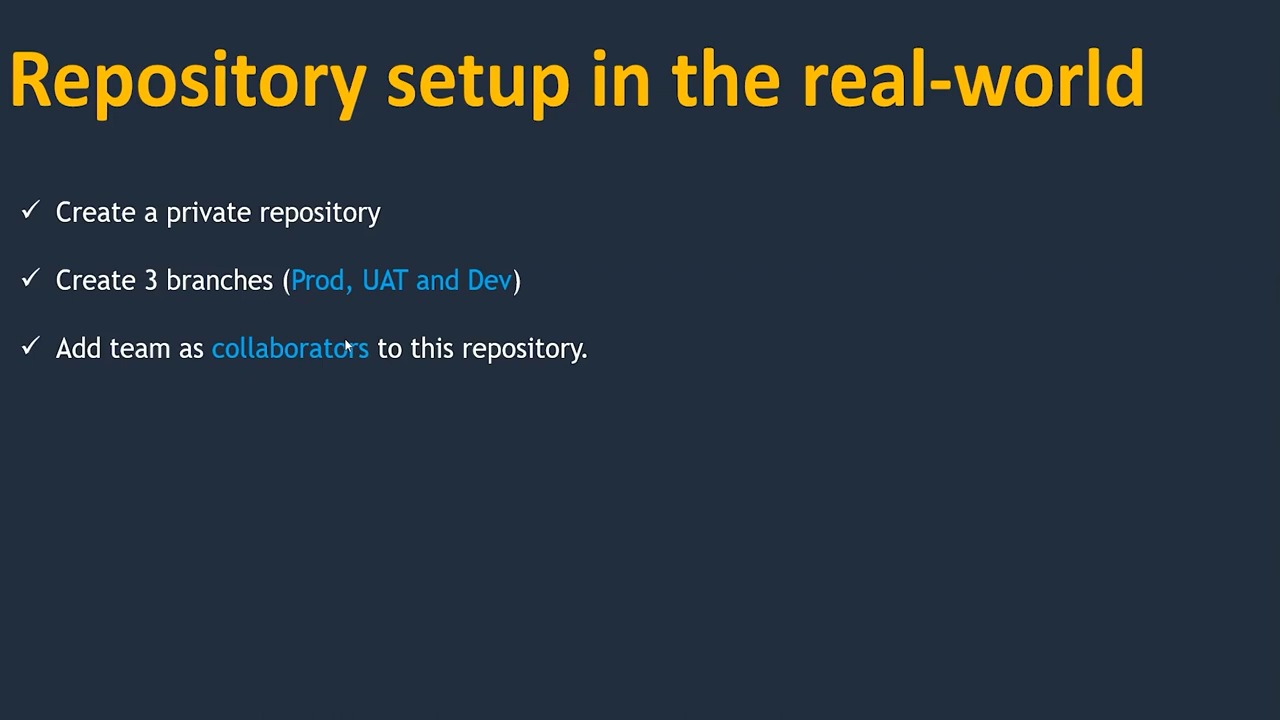 Repository setup in the real-world
✓ Create a private repository
✓ Create 3 branches (Prod, UAT and Dev)
✓ Add team as collaborators to this repository.